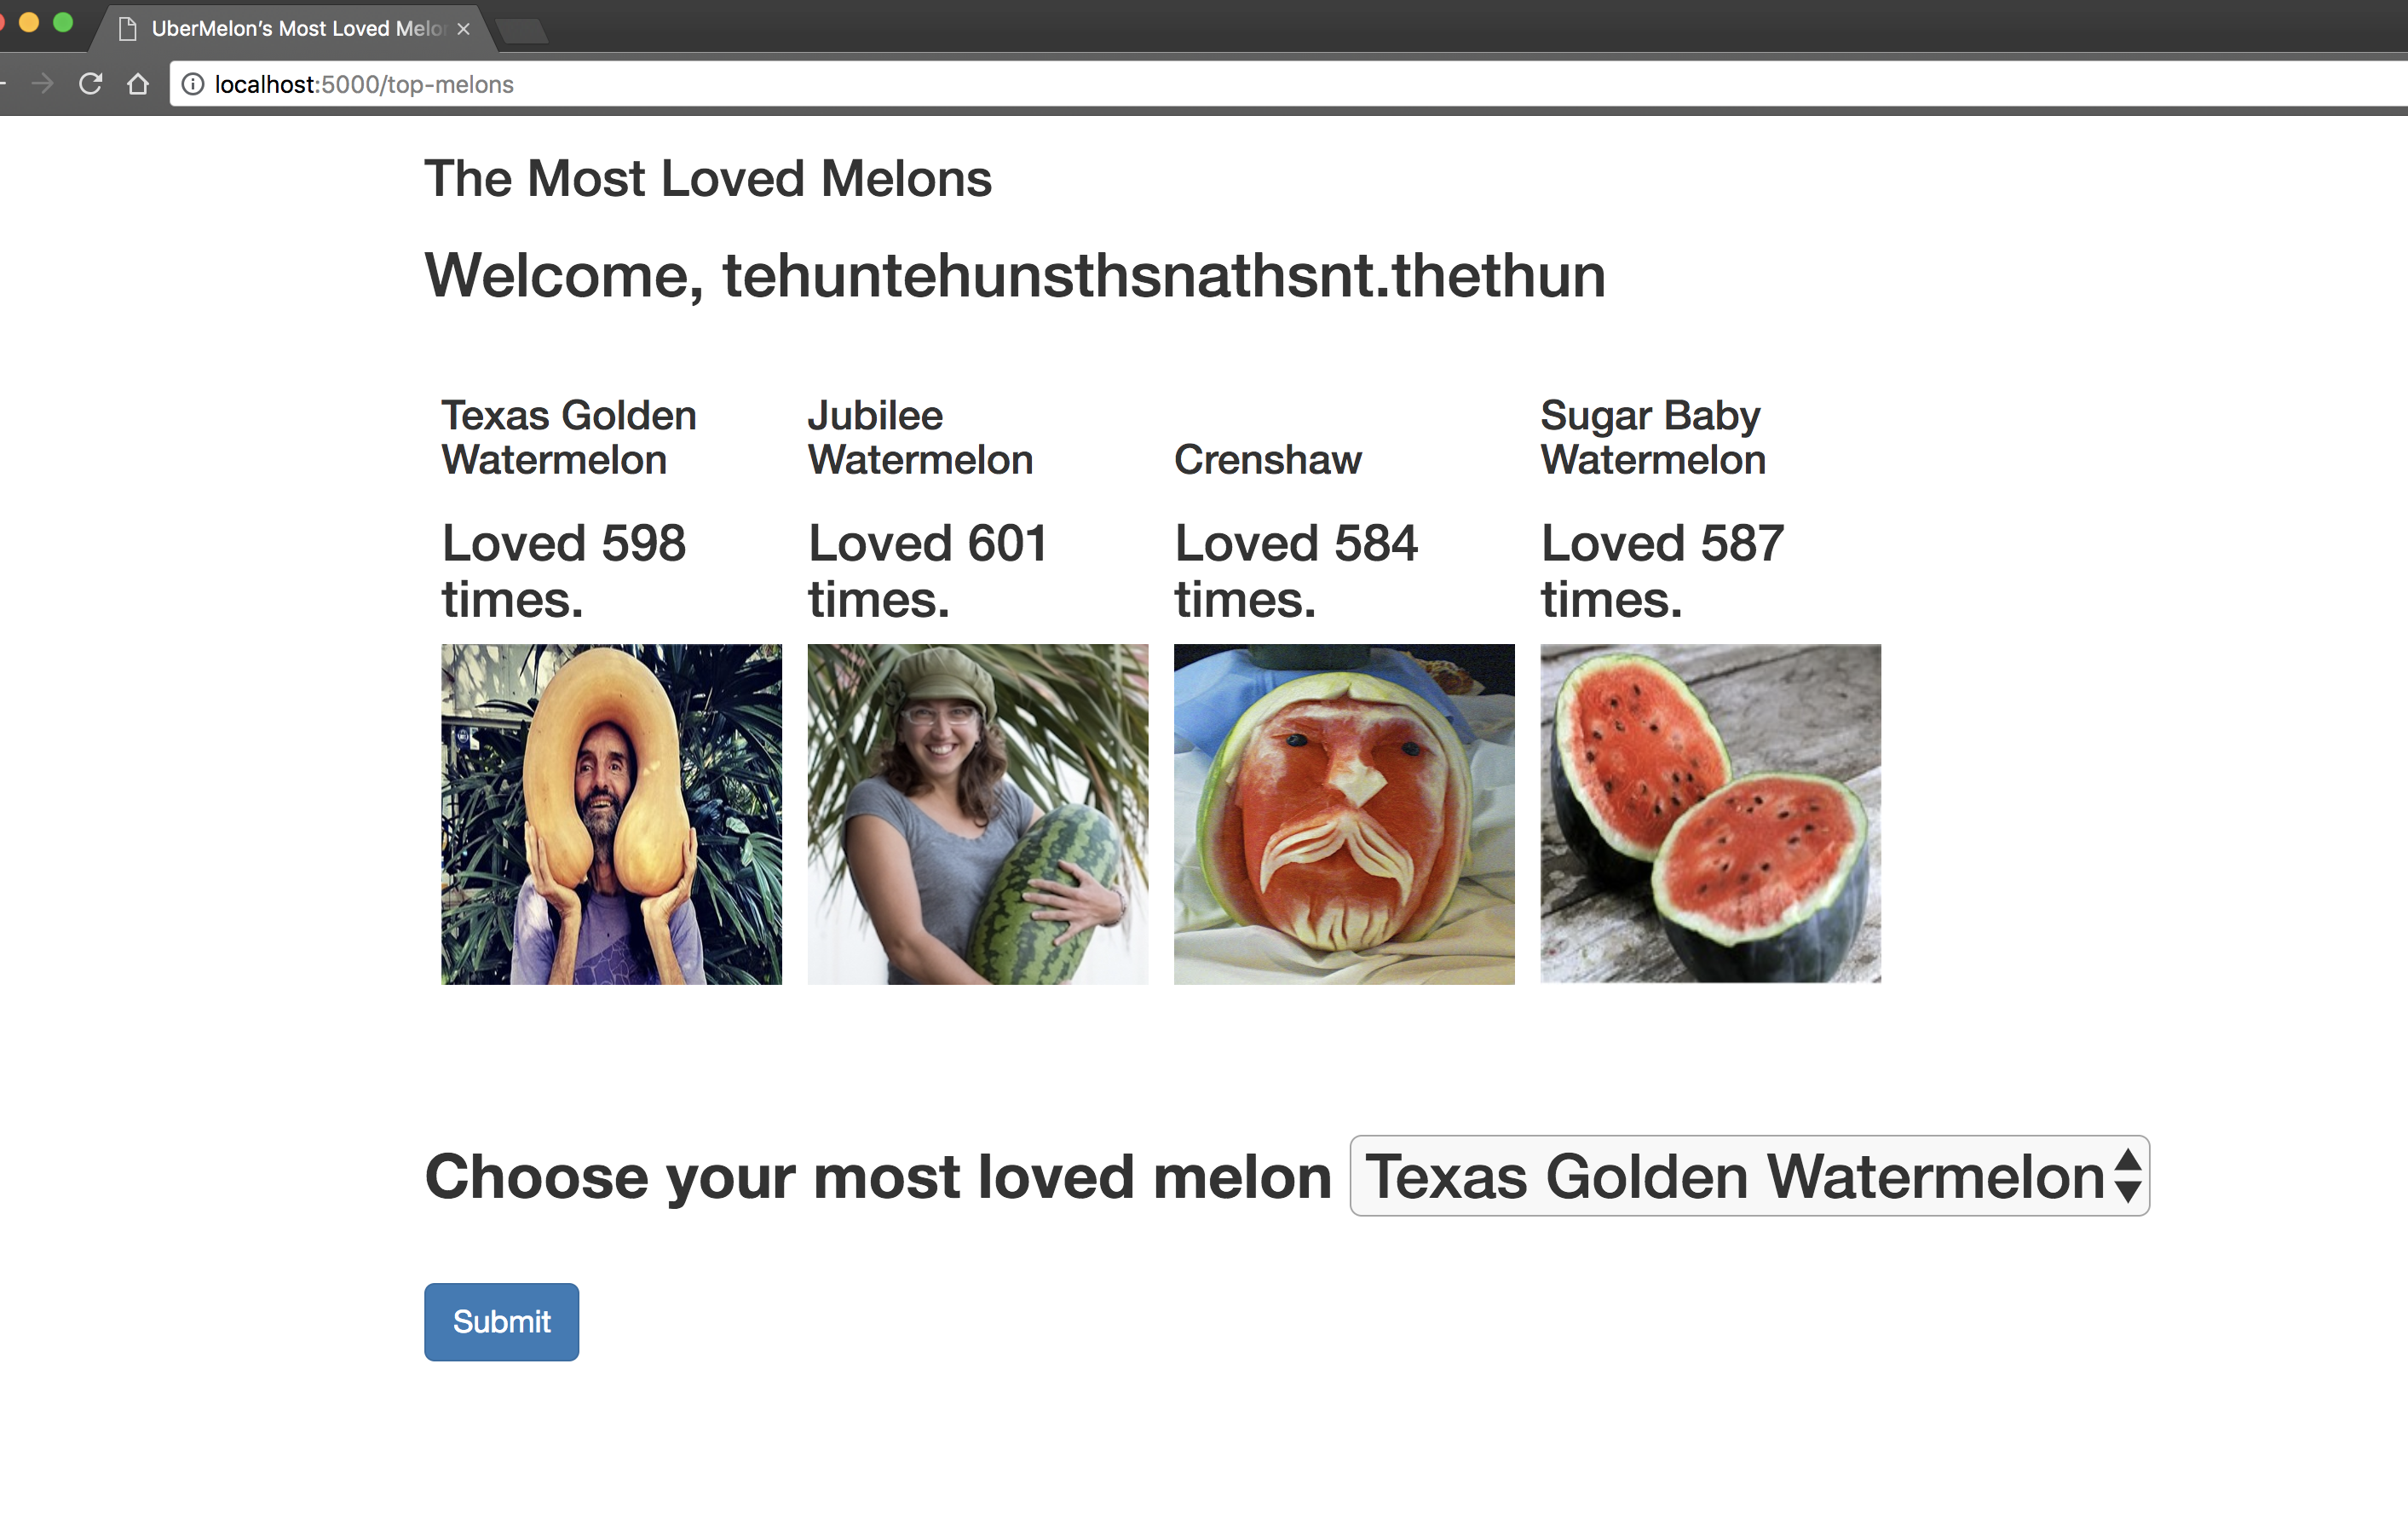 UberMelon’s Most Loved Melo
localhost:5000/top-melons
The Most Loved Melons
Welcome, tehuntehunsthsnathsnt.thethun
Texas Golden
Watermelon
Loved 598
times.
Jubilee
Watermelon
Loved 601
times.
Crenshaw
Loved 584
times.
Sugar Baby
Watermelon
Loved 587
times.
Choose your most loved melon Texas Golden Watermelon
Submit